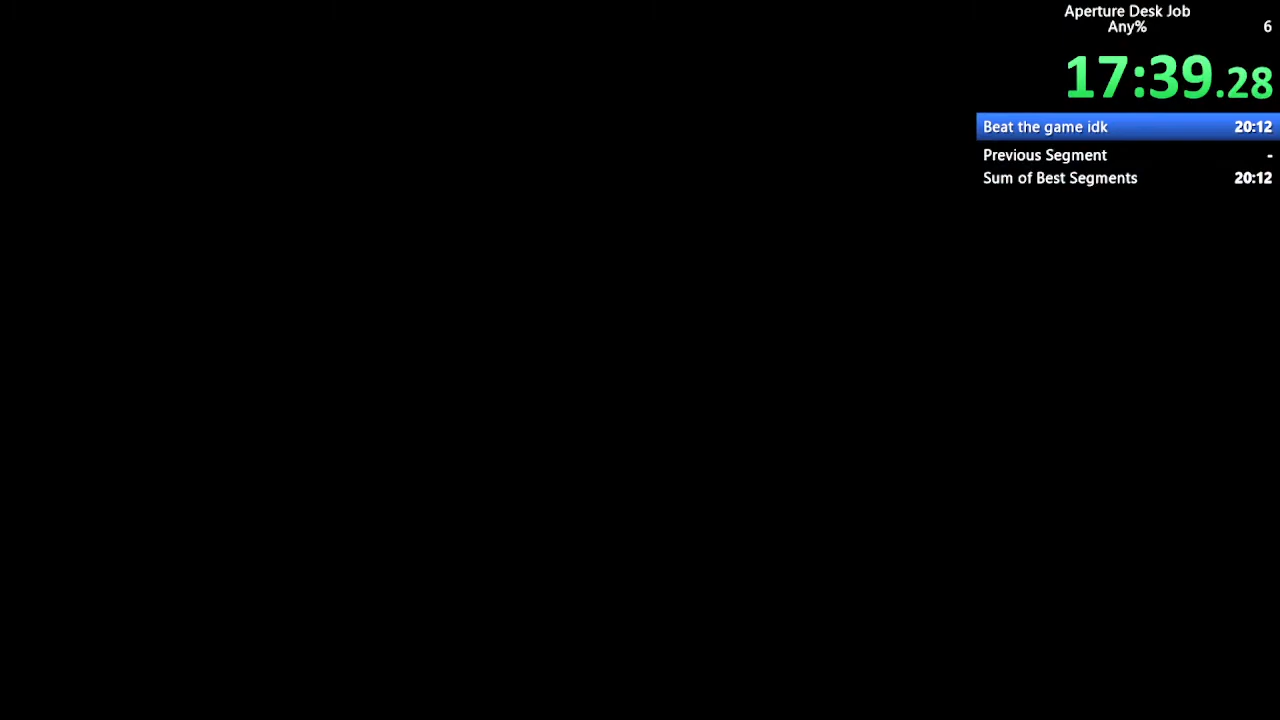 Aperture Desk Job
Any% 6
17:39.28
Beat the game idk 20:12
Previous Segment -
Sum of Best Segments 20:12